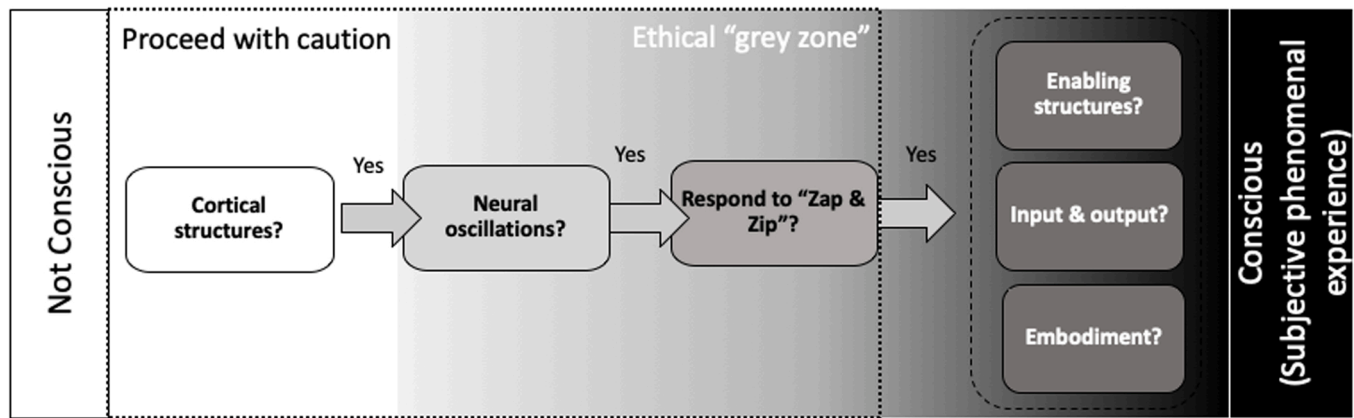 Not Conscious
Proceed with caution
Ethical “grey zone”
Cortical
structures?
Yes
Neural
oscillations?
Yes
Respond to “Zap &
Zip”?
Yes
Enabling
structures?
Input & output?
Embodiment?
Conscious
(Subjective phenomenal
experience)